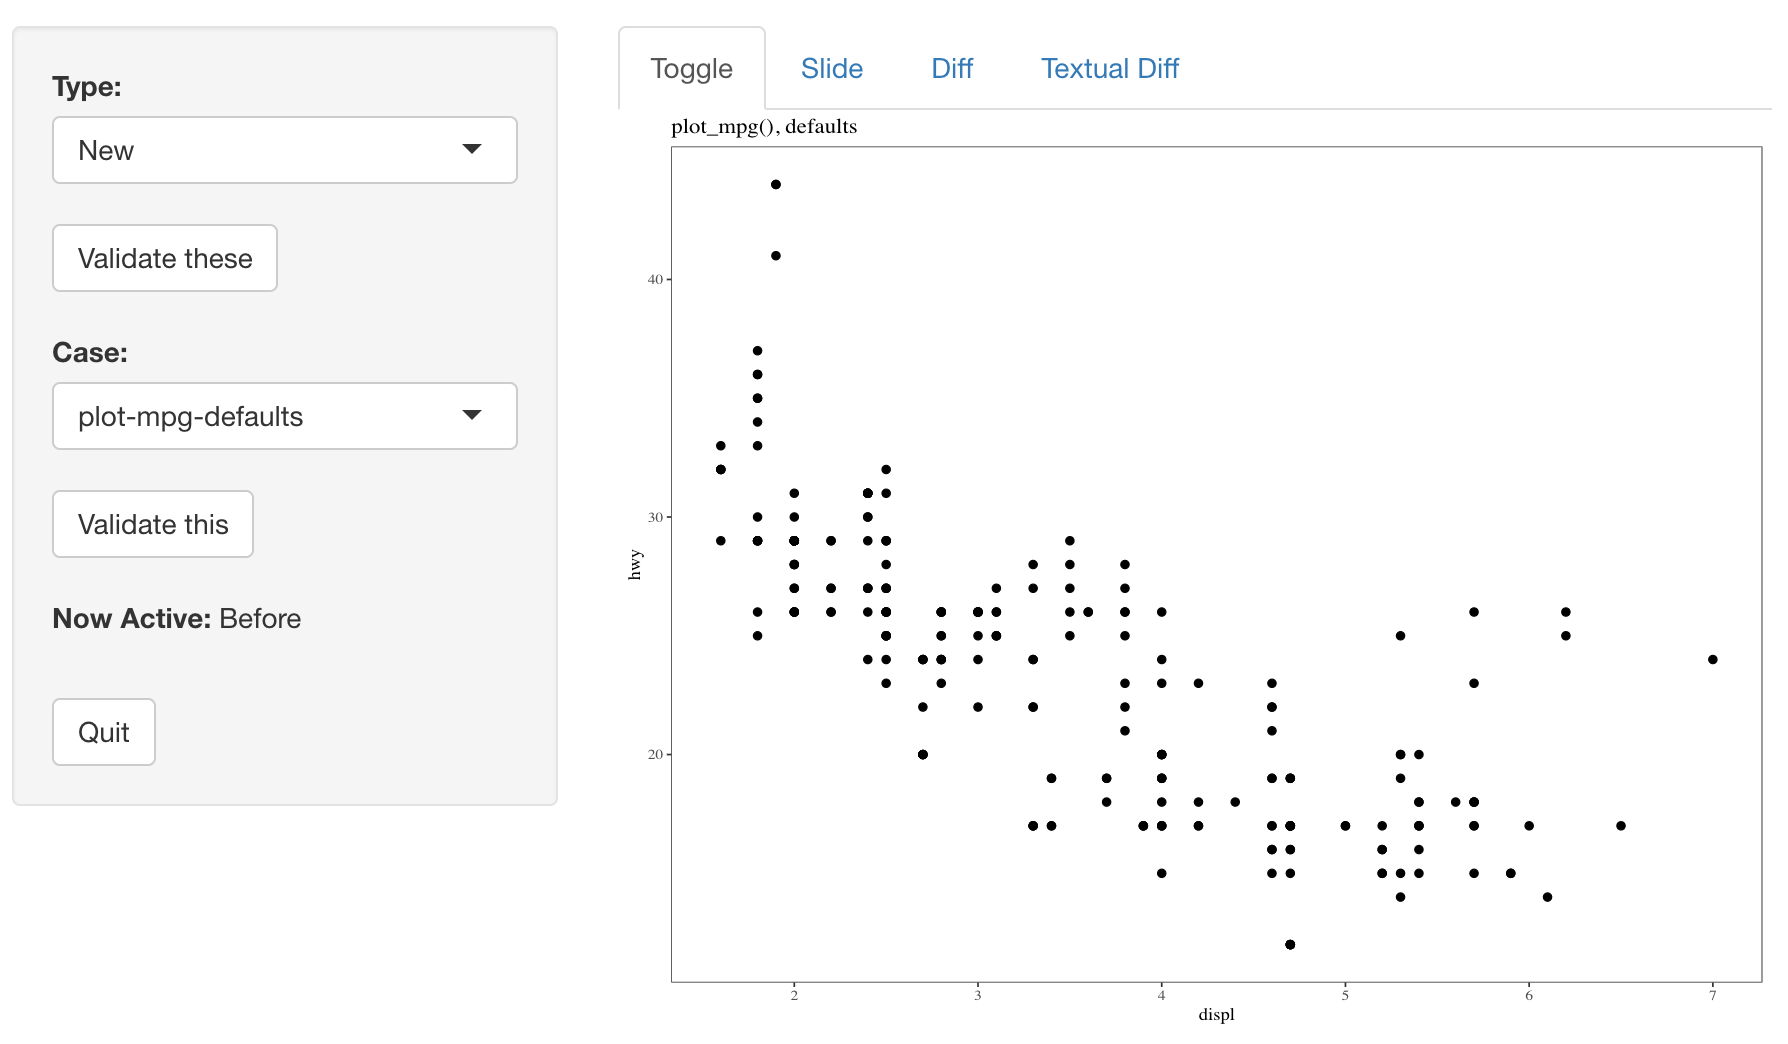 Type:
New
Validate these
Case:
plot-mpg-defaults
Validate this
Now Active: Before
Quit
Toggle Slide Diff Textual Diff
plot_mpg(), defaults
40
30
20
hwy
2 3 4 5 6 7
displ